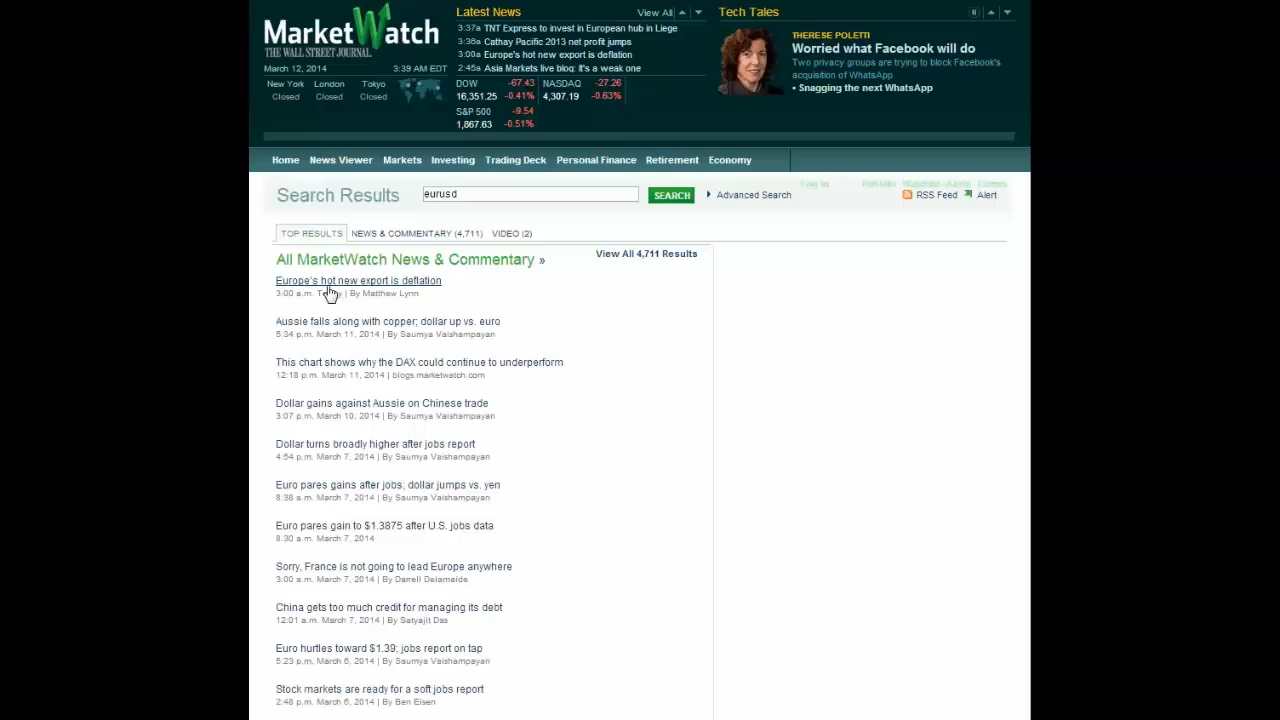 MarketWatch
THE WALL STREET JOURNAL
March 12, 2014 3:39 AM EDT
New York London Tokyo
Closed Closed Closed
Latest News View All
3:37a TNT Express to invest in European hub in Liege
3:36a Cathay Pacific 2013 net profit jumps
3:00a Europe's hot new export is deflation
2:45a Asia Markets live blog: It's a weak one
DOW -67.43 NASDAQ -27.26
16,351.25 -0.41% 4,307.19 -0.63%
S&P 500 -9.54
1,867.63 -0.51%
Tech Tales
THERESE POLETTI
Worried what Facebook will do
Two privacy groups are trying to block Facebook's
acquisition of WhatsApp
• Snagging the next WhatsApp
Home News Viewer Markets Investing Trading Deck Personal Finance Retirement Economy
Log In Portfolio Watchlist Alerts Games
Search Results eurusd SEARCH Advanced Search RSS Feed Alert
TOP RESULTS NEWS & COMMENTARY (4,711) VIDEO (2)
All MarketWatch News & Commentary » View All 4,711 Results
Europe's hot new export is deflation
3:00 a.m. Today | By Matthew Lynn
Aussie falls along with copper; dollar up vs. euro
5:34 p.m. March 11, 2014 | By Saumya Vaishampayan
This chart shows why the DAX could continue to underperform
12:18 p.m. March 11, 2014 | blogs.marketwatch.com
Dollar gains against Aussie on Chinese trade
3:07 p.m. March 10, 2014 | By Saumya Vaishampayan
Dollar turns broadly higher after jobs report
4:54 p.m. March 7, 2014 | By Saumya Vaishampayan
Euro pares gains after jobs; dollar jumps vs. yen
8:38 a.m. March 7, 2014 | By Saumya Vaishampayan
Euro pares gain to $1.3875 after U.S. jobs data
8:30 a.m. March 7, 2014
Sorry, France is not going to lead Europe anywhere
3:00 a.m. March 7, 2014 | By Darrell Delamaide
China gets too much credit for managing its debt
12:01 a.m. March 7, 2014 | By Satyajit Das
Euro hurtles toward $1.39; jobs report on tap
5:23 p.m. March 6, 2014 | By Saumya Vaishampayan
Stock markets are ready for a soft jobs report
2:48 p.m. March 6, 2014 | By Ben Eisen